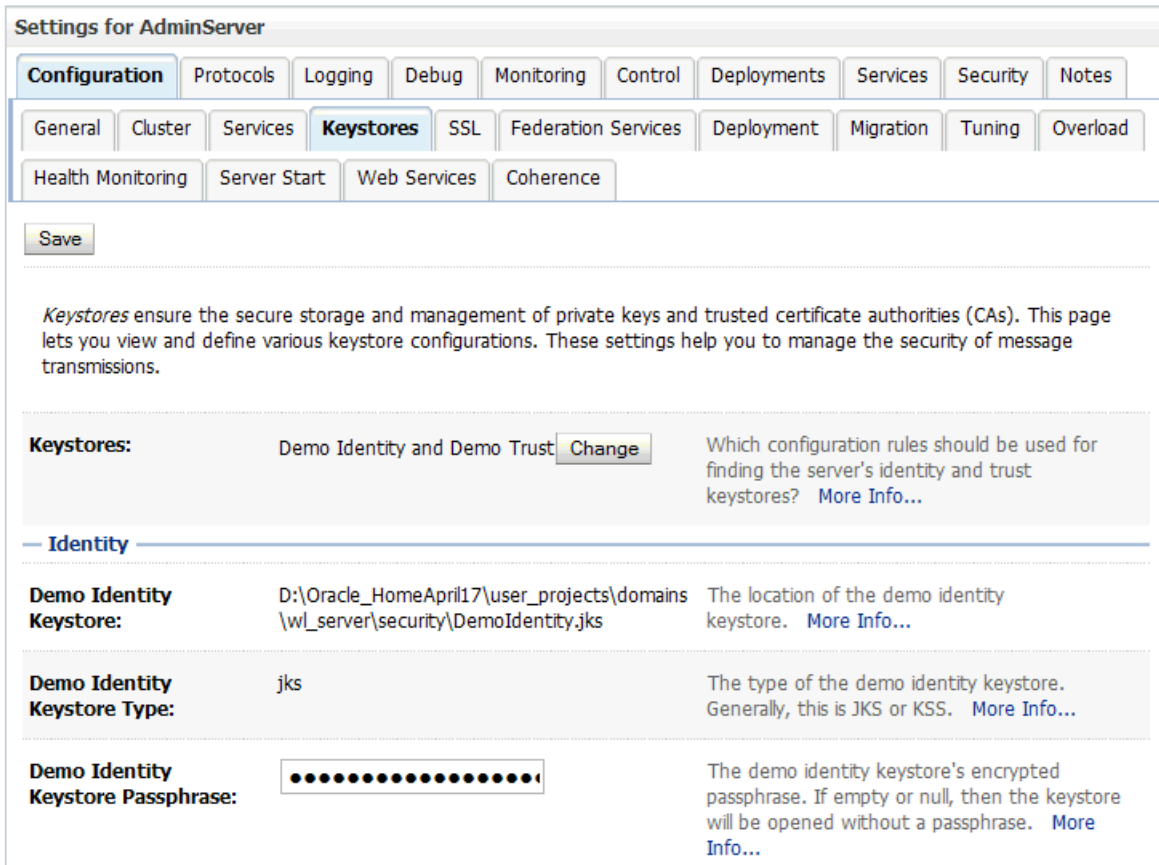 Settings for AdminServer
Configuration Protocols Logging Debug Monitoring Control Deployments Services Security Notes
General Cluster Services Keystores SSL Federation Services Deployment Migration Tuning Overload
Health Monitoring Server Start Web Services Coherence
Save
Keystores ensure the secure storage and management of private keys and trusted certificate authorities (CAs). This page
lets you view and define various keystore configurations. These settings help you to manage the security of message
transmissions.
Keystores:
Demo Identity and Demo Trust Change
Which configuration rules should be used for
finding the server's identity and trust
keystores? More Info...
Identity
Demo Identity
Keystore:
D:\Oracle_HomeApril17\user_projects\domains
\wl_server\security\DemoIdentity.jks
The location of the demo identity
keystore. More Info...
Demo Identity
Keystore Type:
jks
The type of the demo identity keystore.
Generally, this is JKS or KSS. More Info...
Demo Identity
Keystore Passphrase:
The demo identity keystore's encrypted
passphrase. If empty or null, then the keystore
will be opened without a passphrase. More
Info...